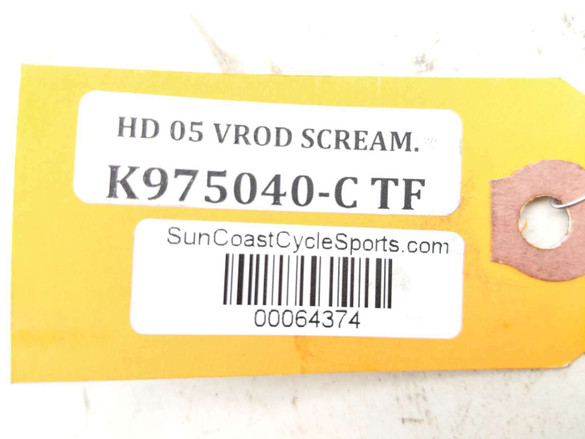 HD 05 VROD SCREAM.
K975040-C TF
SunCoastCycleSports.com
00064374